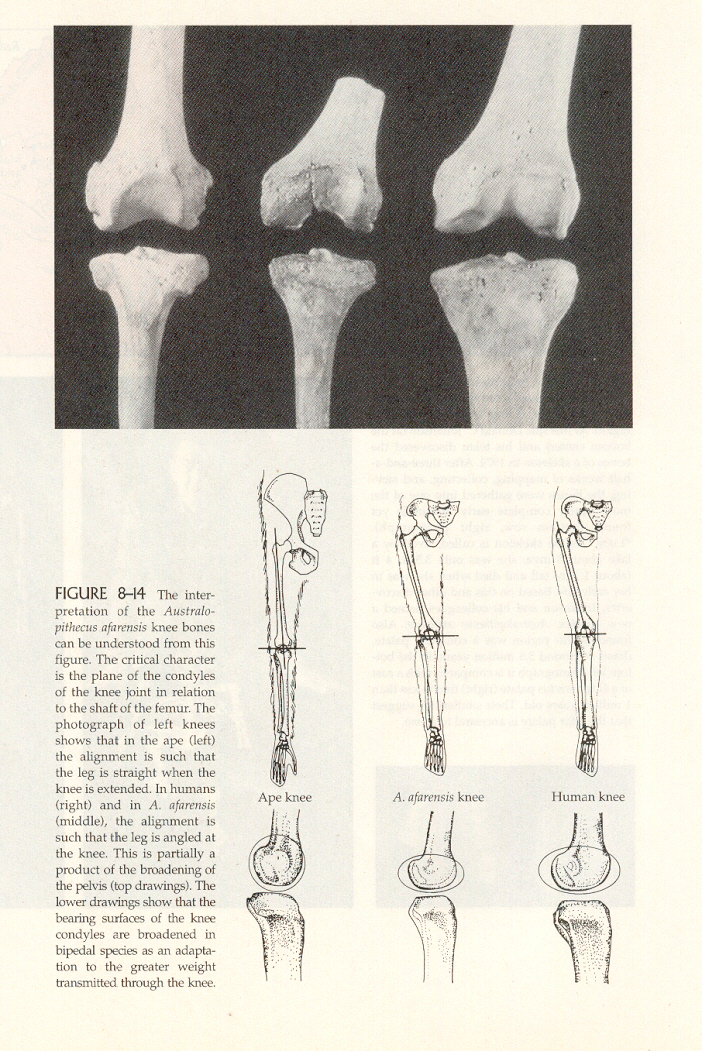 FIGURE 8–14 The inter-
pretation of the Australo-
pithecus afarensis knee bones
can be understood from this
figure. The critical character
is the plane of the condyles
of the knee joint in relation
to the shaft of the femur. The
photograph of left knees
shows that in the ape (left)
the alignment is such that
the leg is straight when the
knee is extended. In humans
(right) and in A. afarensis
(middle), the alignment is
such that the leg is angled at
the knee. This is partially a
product of the broadening of
the pelvis (top drawings). The
lower drawings show that the
bearing surfaces of the knee
condyles are broadened in
bipedal species as an adapta-
tion to the greater weight
transmitted through the knee.
Ape knee
A. afarensis knee
Human knee